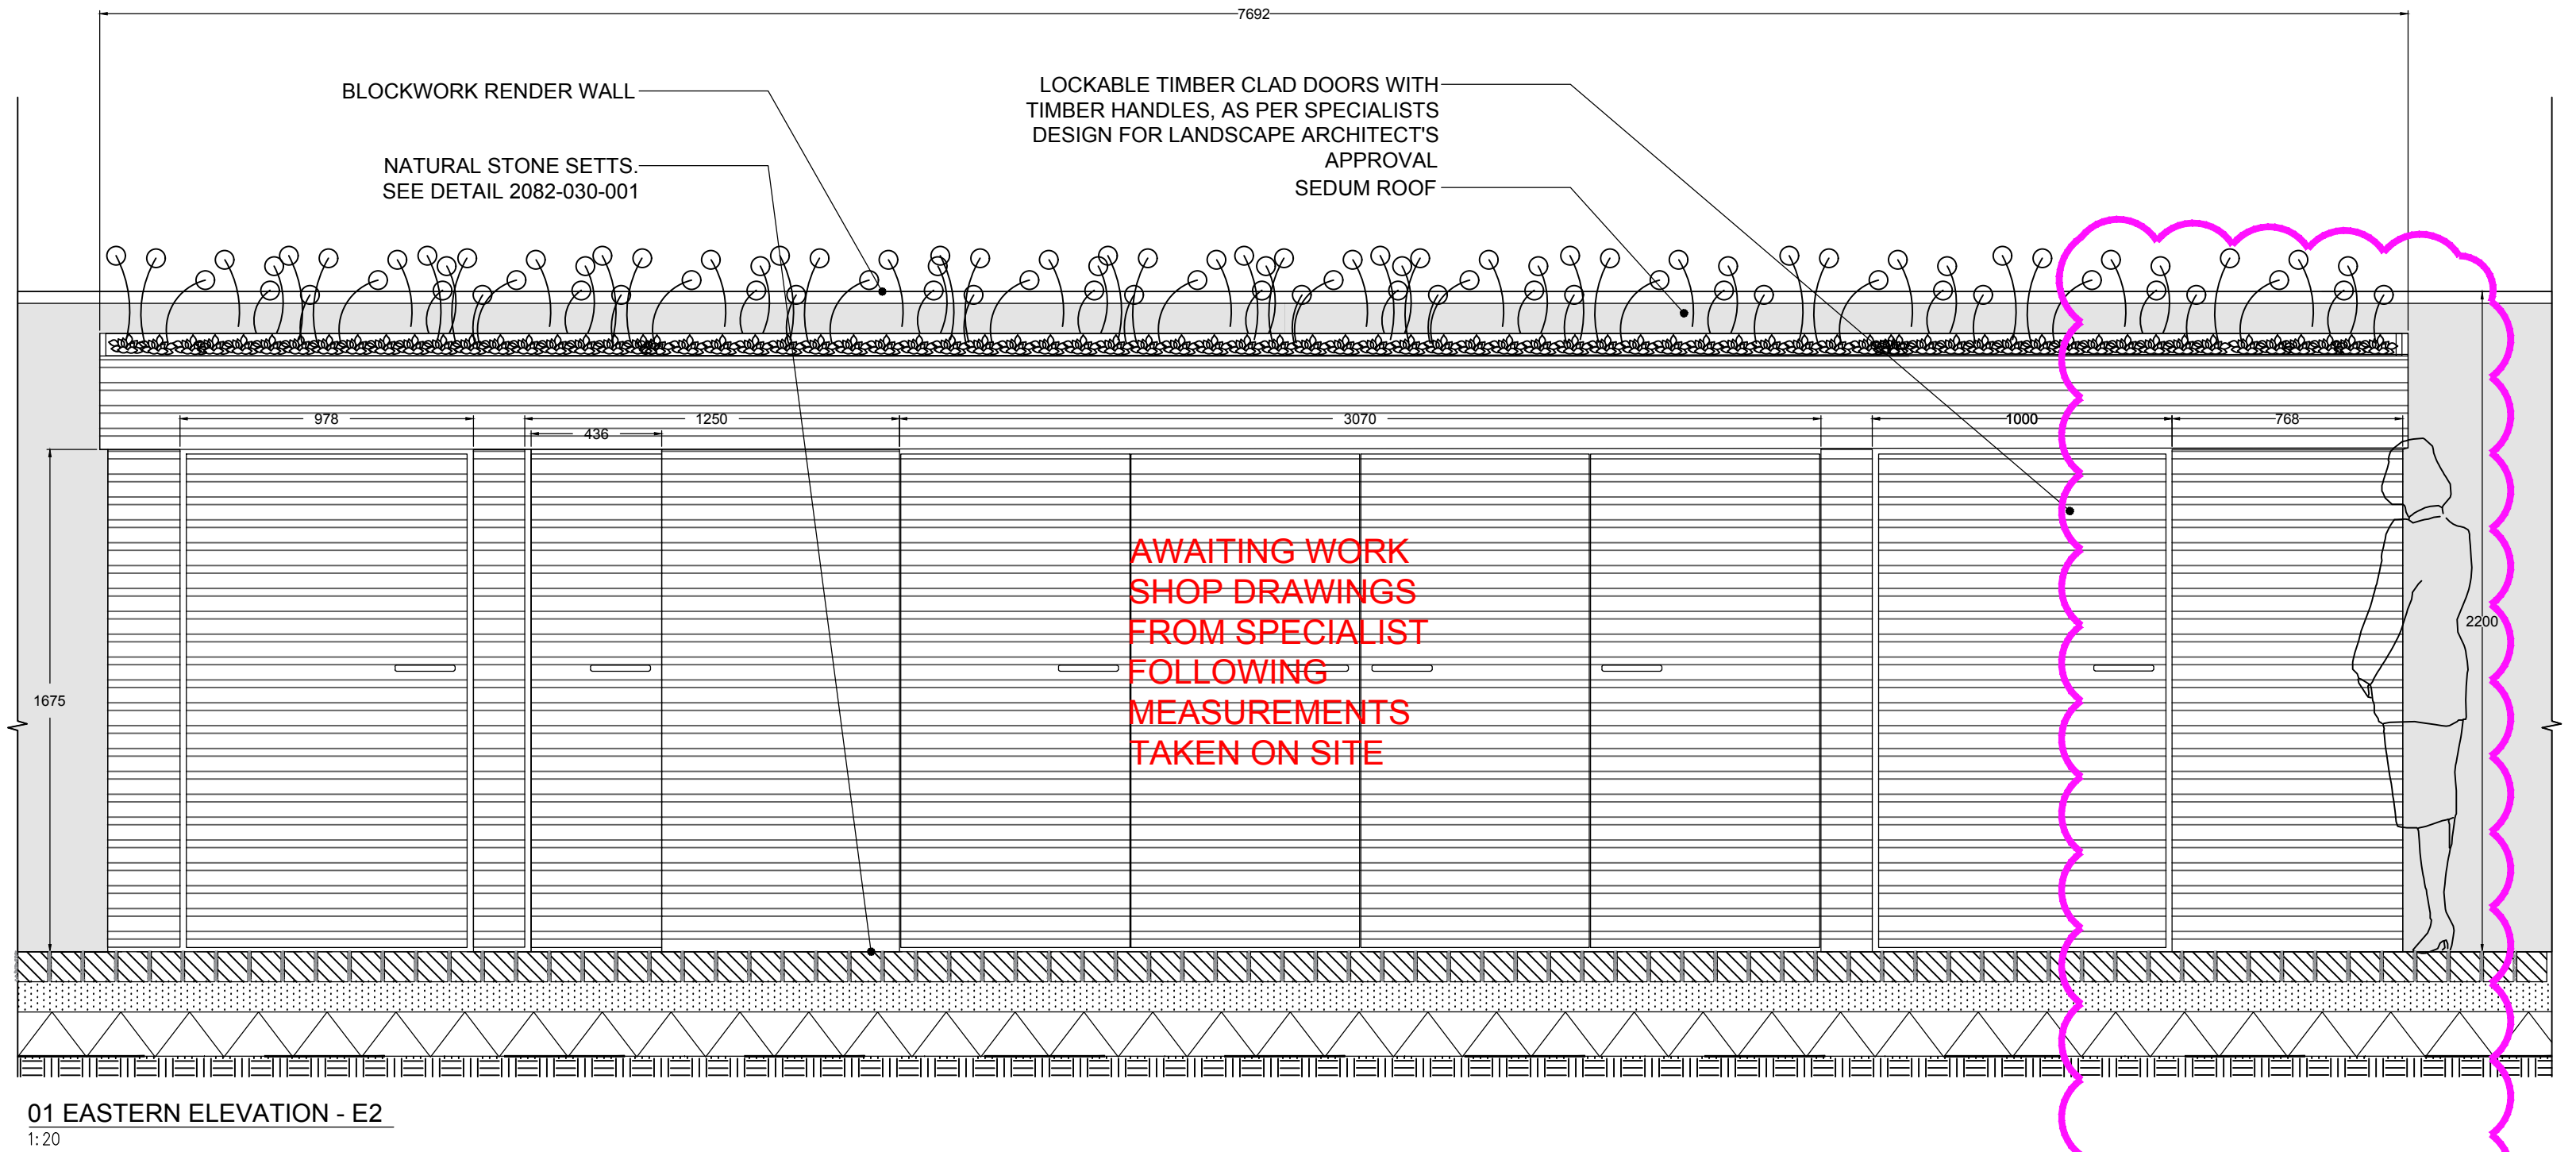 7692
BLOCKWORK RENDER WALL
NATURAL STONE SETTS.
SEE DETAIL 2082-030-001
LOCKABLE TIMBER CLAD DOORS WITH
TIMBER HANDLES, AS PER SPECIALISTS
DESIGN FOR LANDSCAPE ARCHITECT'S
APPROVAL
SEDUM ROOF
978
1250
436
3070
1000
768
AWAITING WORK
SHOP DRAWINGS
FROM SPECIALIST
FOLLOWING
MEASUREMENTS
TAKEN ON SITE
1675
2200
01 EASTERN ELEVATION - E2
1:20